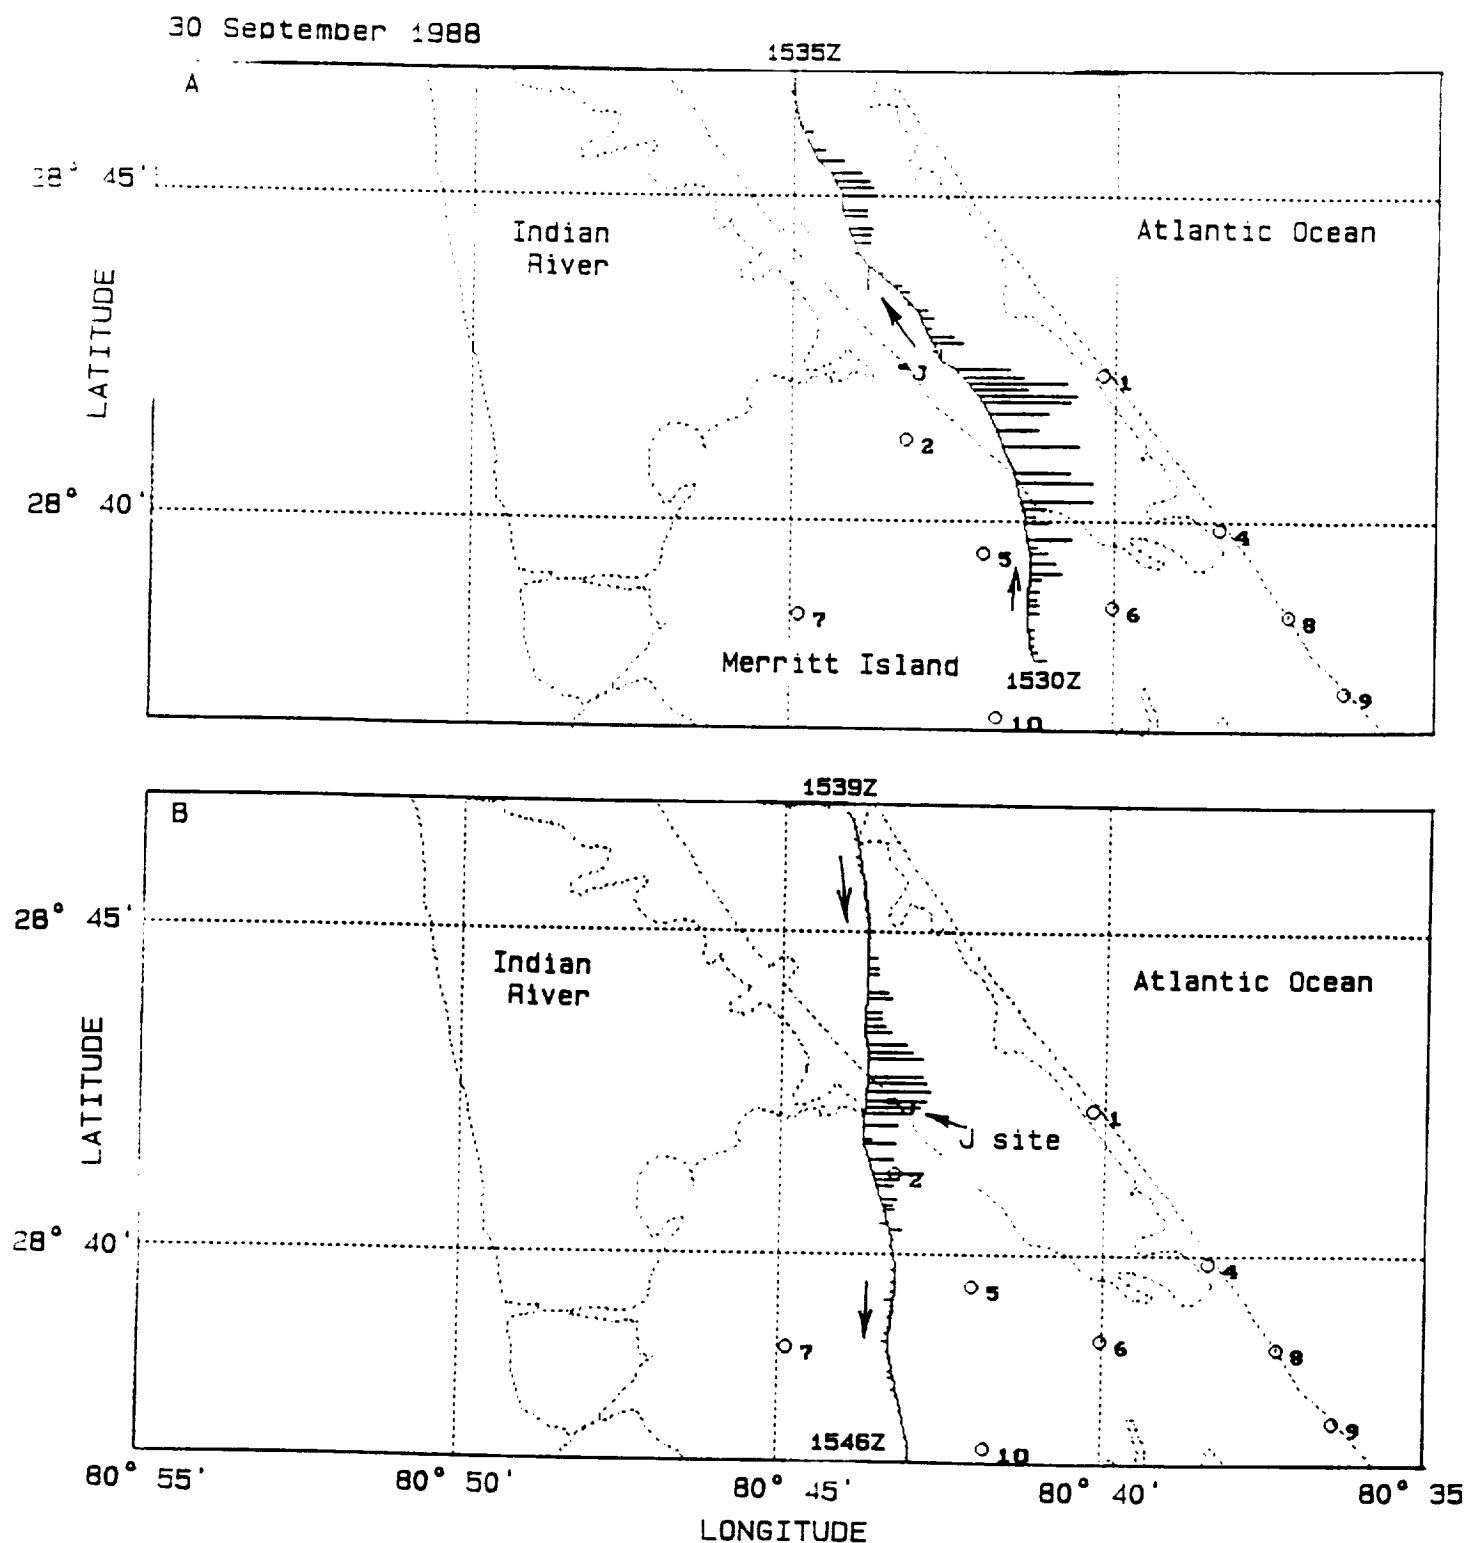 30 September 1988
1535Z
A
45'
Indian
River
Atlantic Ocean
LATITUDE
J
1
2
28° 40'
4
5
7
6
8
Merritt Island
1530Z
9
10
1539Z
B
28° 45'
Indian
River
Atlantic Ocean
LATITUDE
1
J site
2
28° 40'
4
5
7
6
8
9
1546Z
10
80° 55'
80° 50'
80° 45'
80° 40'
80° 35
LONGITUDE